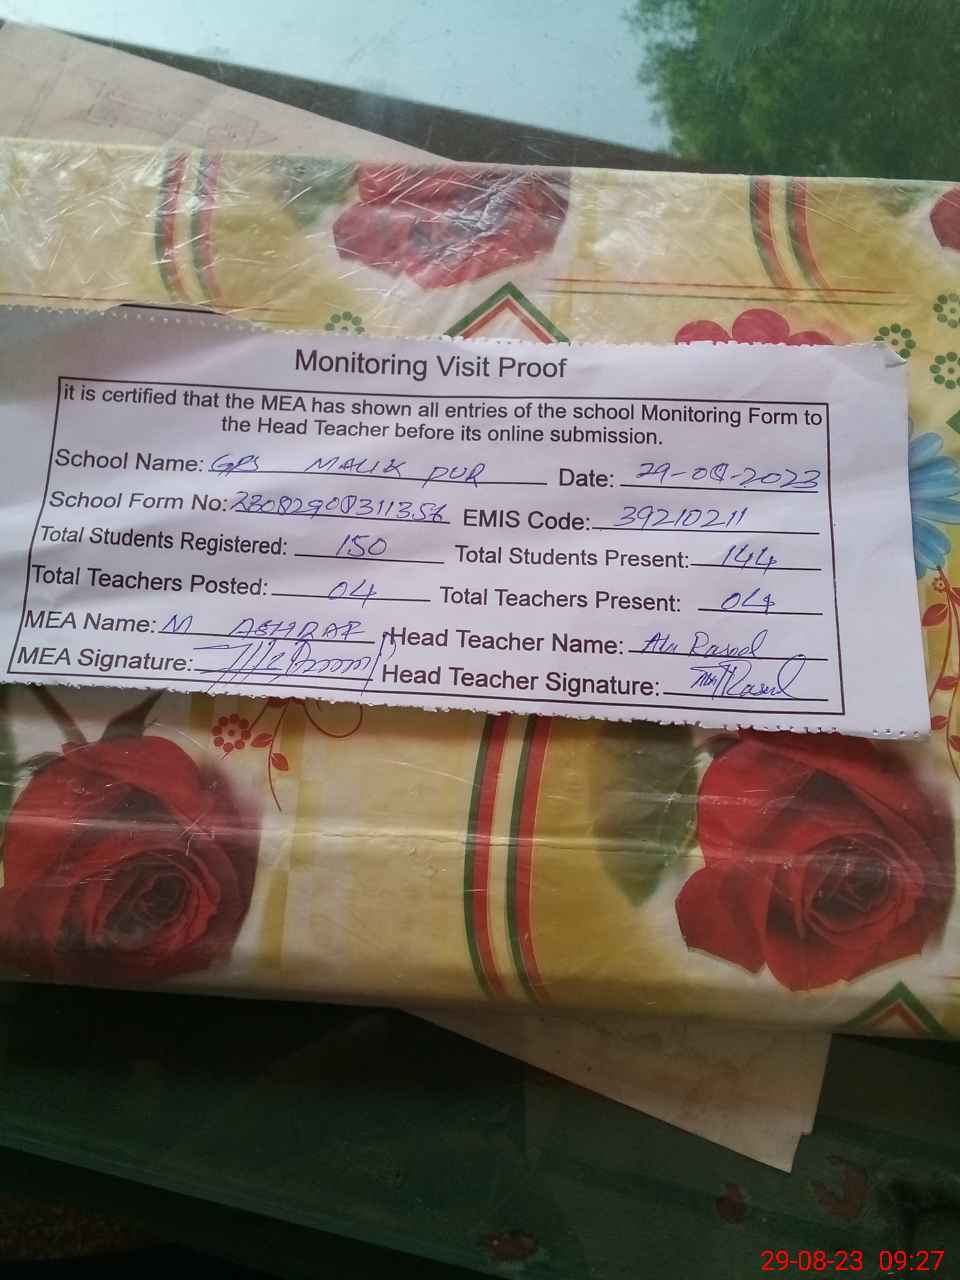 Monitoring Visit Proof
it is certified that the MEA has shown all entries of the school Monitoring Form to
the Head Teacher before its online submission.
School Name: GPS MALIK PUR Date: 29-08-2023
School Form No: EMIS Code: 39210211
Total Students Registered: 150 Total Students Present: 144
Total Teachers Posted: 04 Total Teachers Present: 04
MEA Name: M ASHRAF Head Teacher Name: Rasool
MEA Signature: Head Teacher Signature: Rasool
29-08-23 09:27